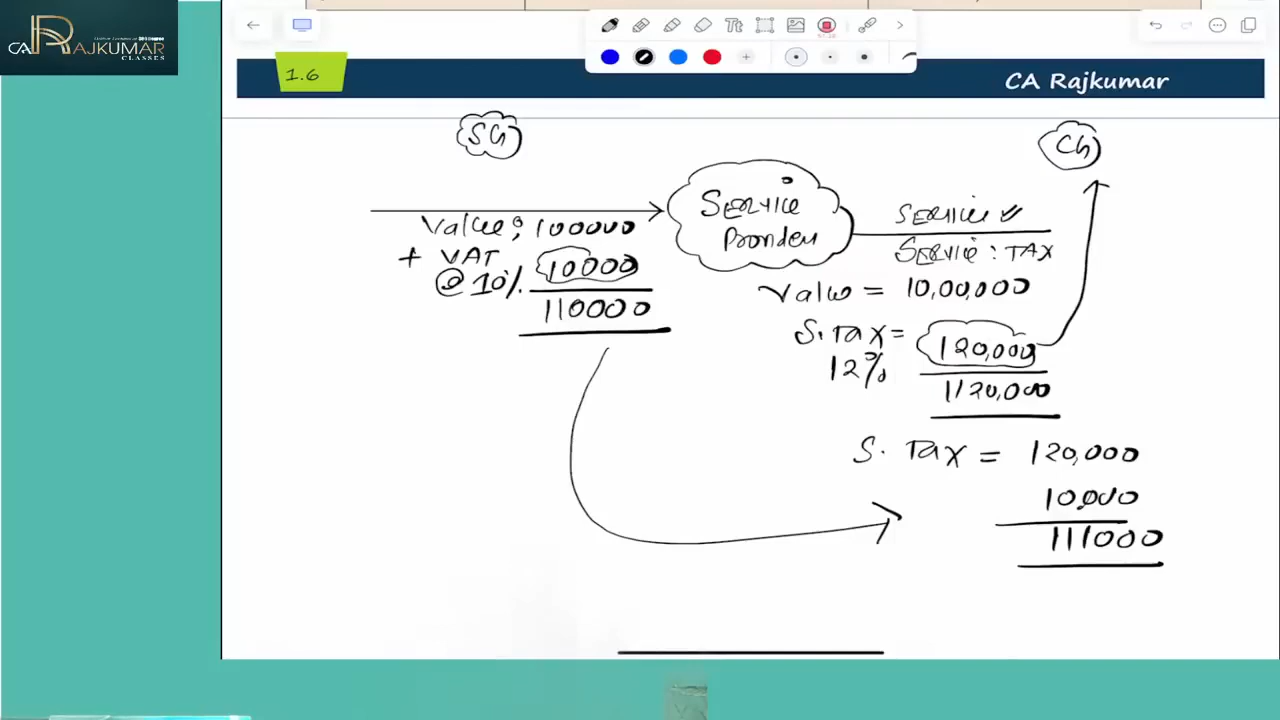 CA RAJKUMAR
CLASSES
Tt
1.6
CA Rajkumar
SG
CG
Value: 100000
+ VAT 10000
@ 10%
110000
Service
Provider
Service
Service: TAX
Value = 10,00,000
S. Tax = 120,000
12%
1120,000
S. Tax = 120,000
10,000
111000